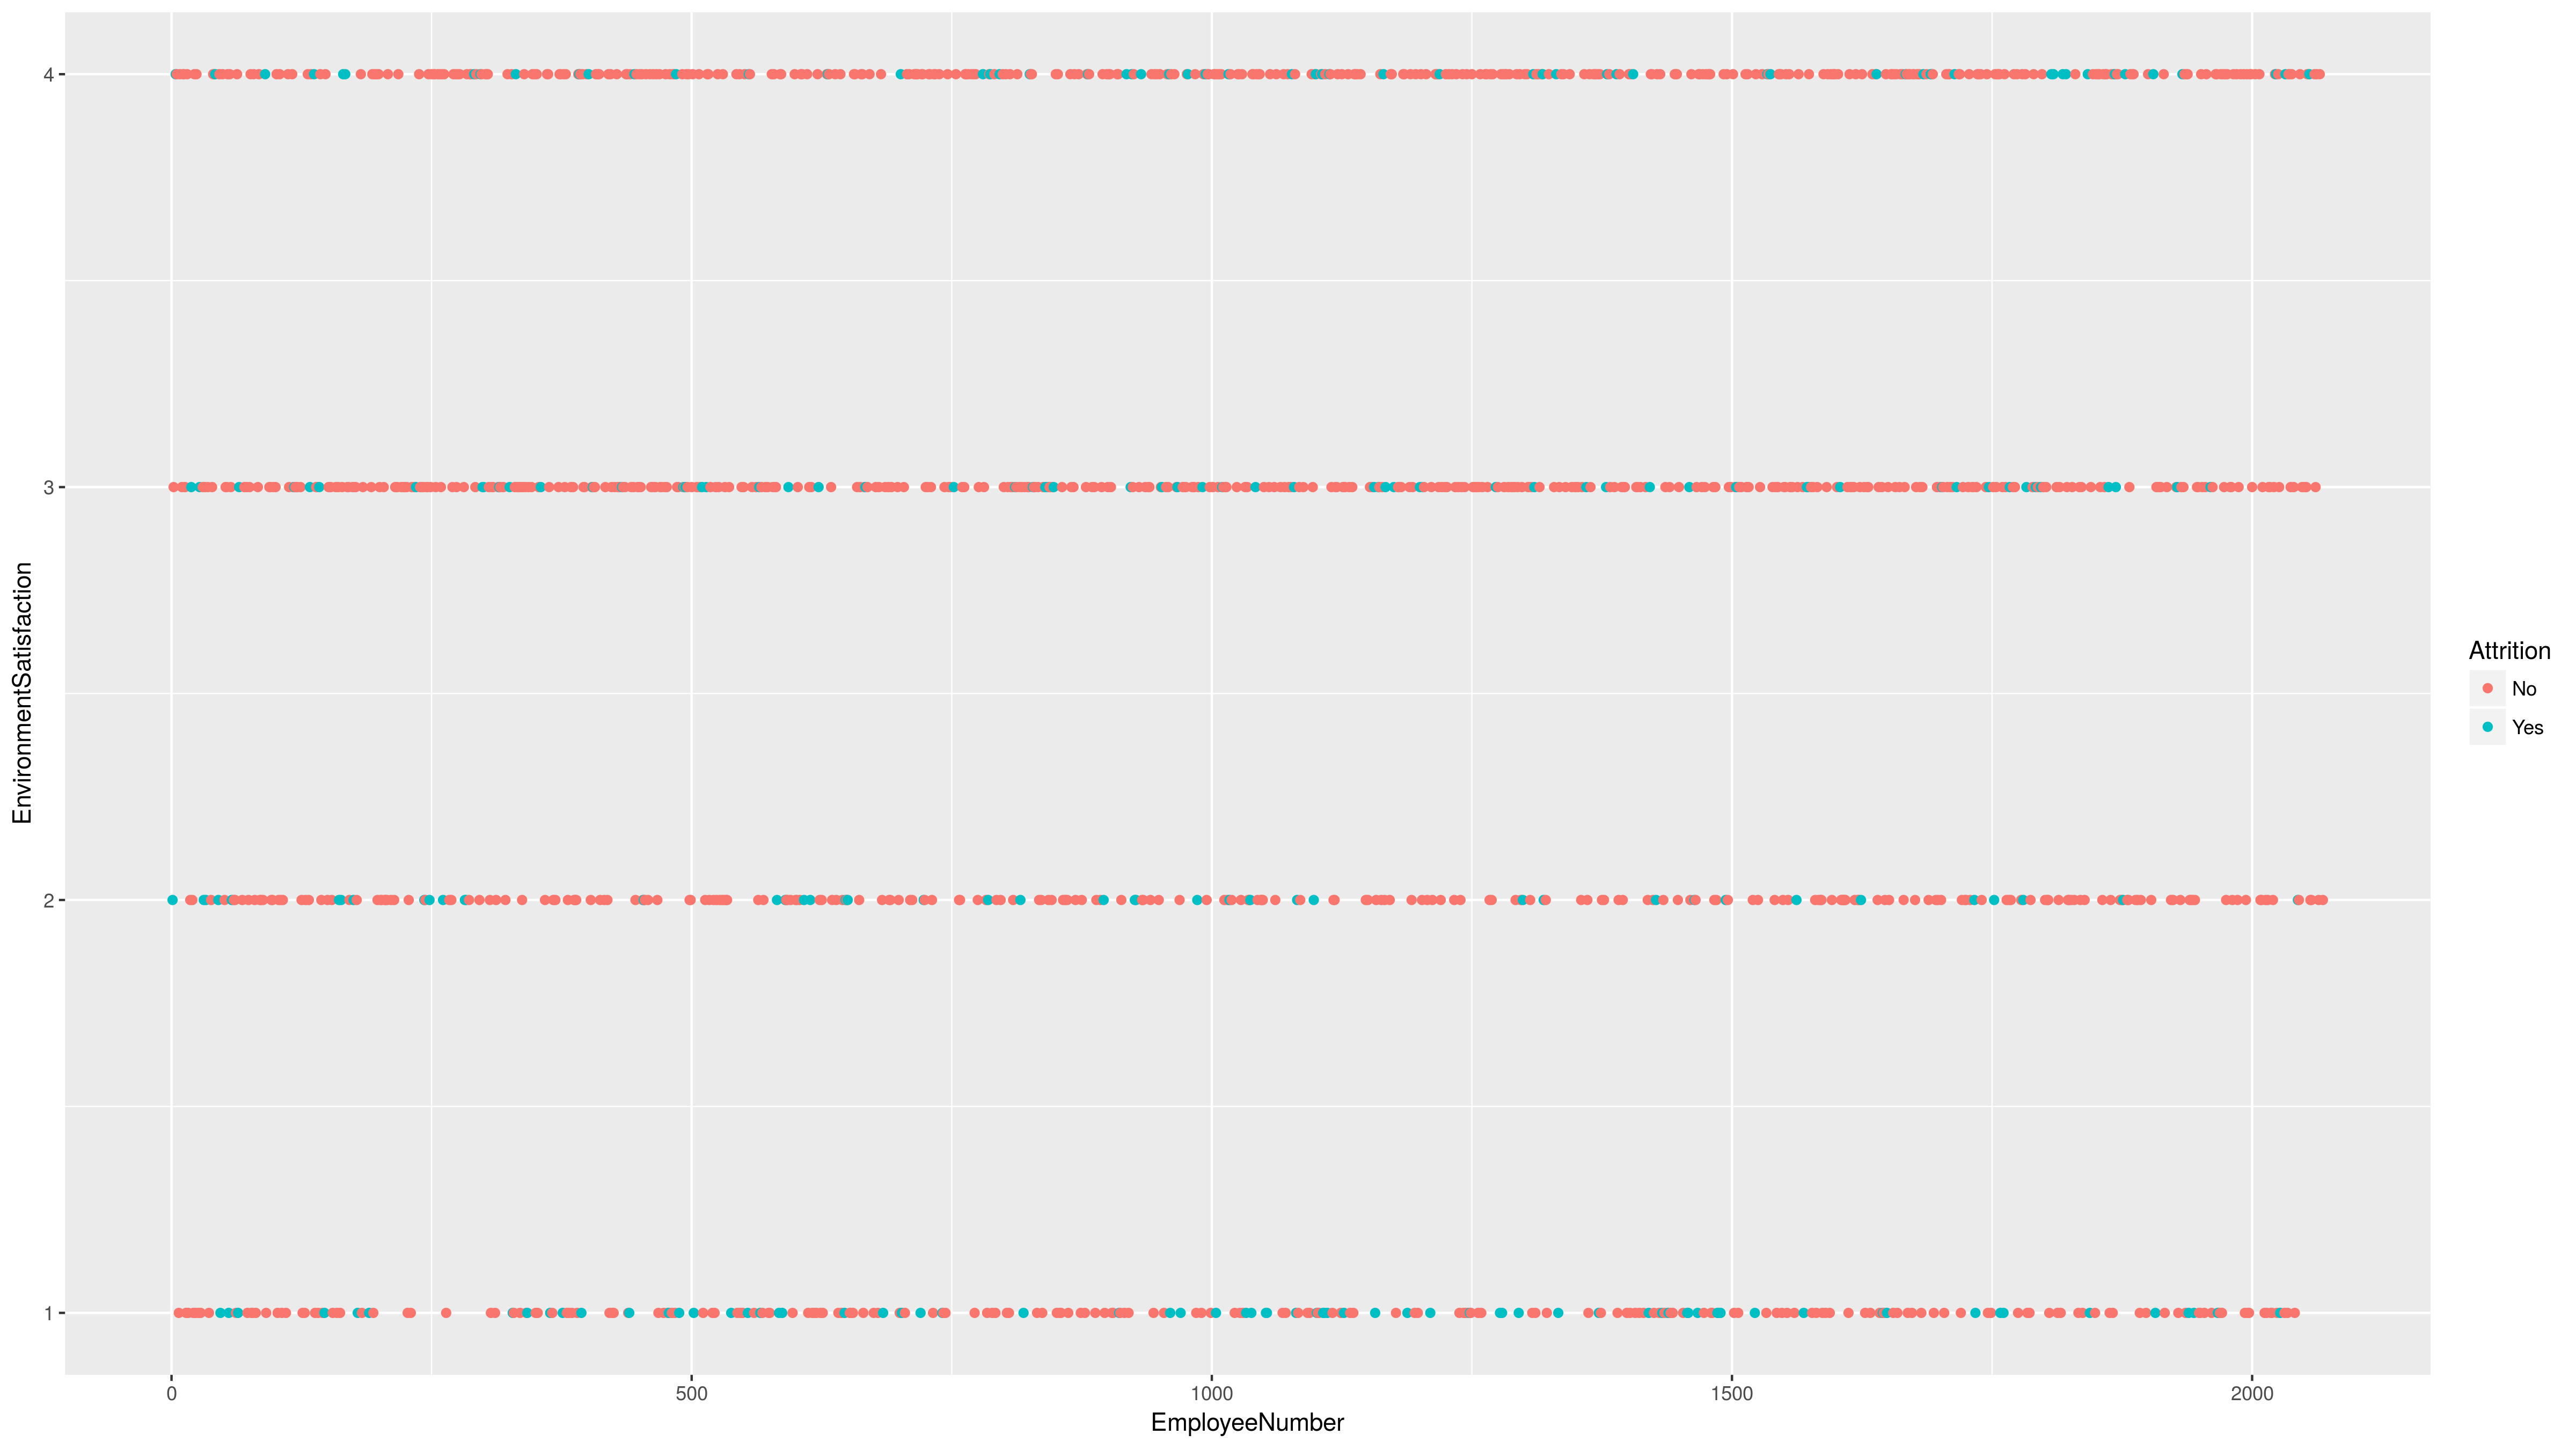 4
3
2
1
EnvironmentSatisfaction
0 500 1000 1500 2000
EmployeeNumber
Attrition
No
Yes